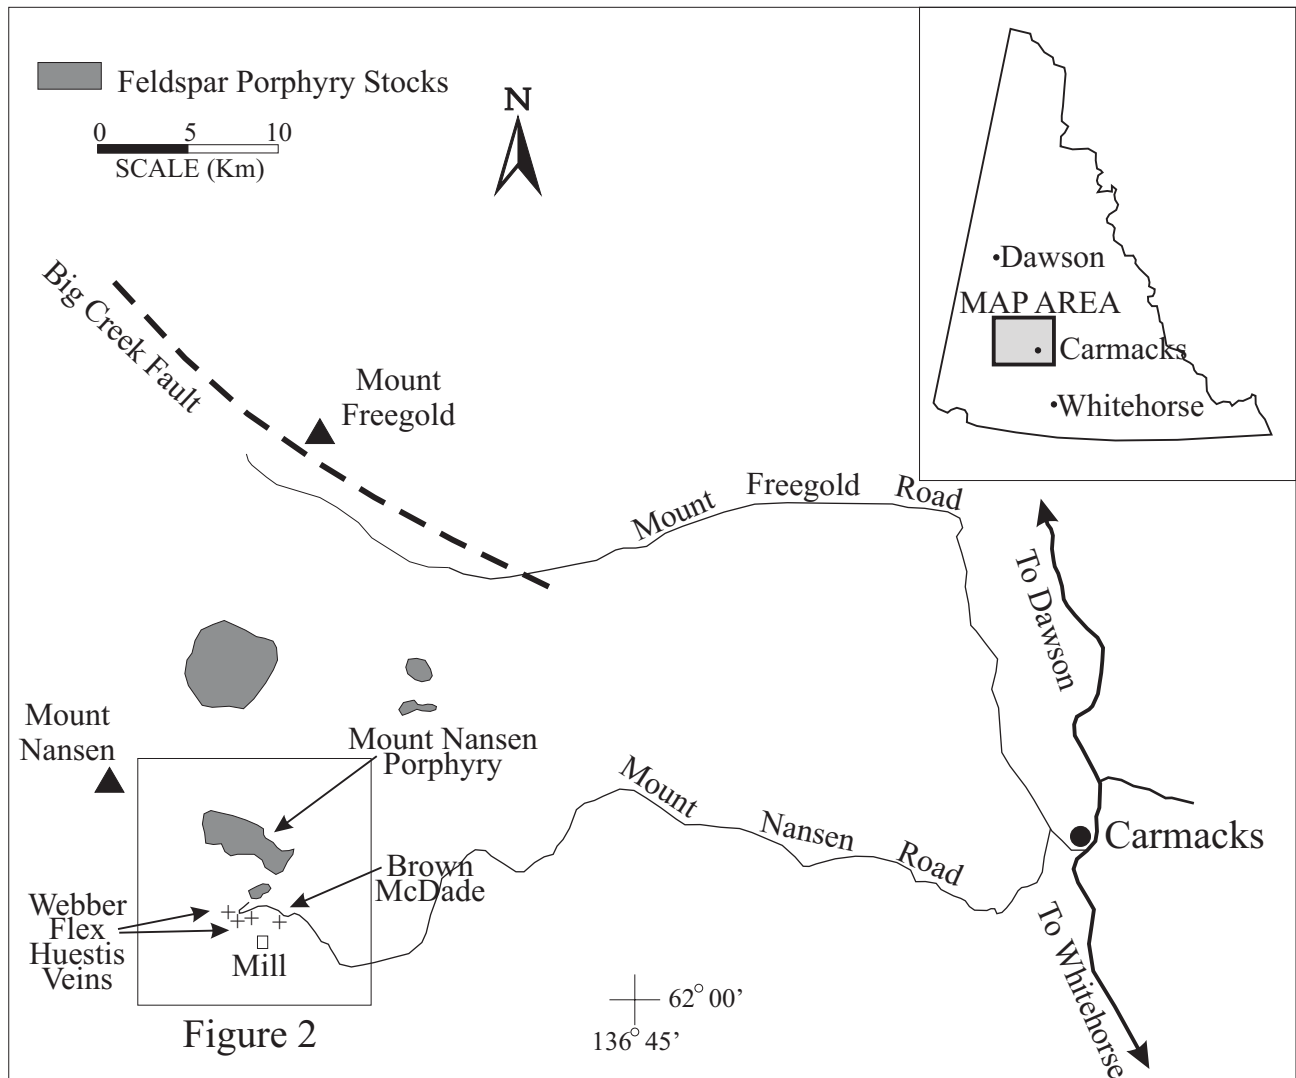 Feldspar Porphyry Stocks
0 5 10
SCALE (Km)
N
Dawson
MAP AREA
Carmacks
Whitehorse
Big Creek Fault
Mount
Freegold
Mount Freegold Road
To Dawson
Mount
Nansen
Mount Nansen
Porphyry
Mount Nansen Road
Carmacks
Brown
McDade
Webber
Flex
Huestis
Veins
Mill
To Whitehorse
62° 00'
136° 45'
Figure 2